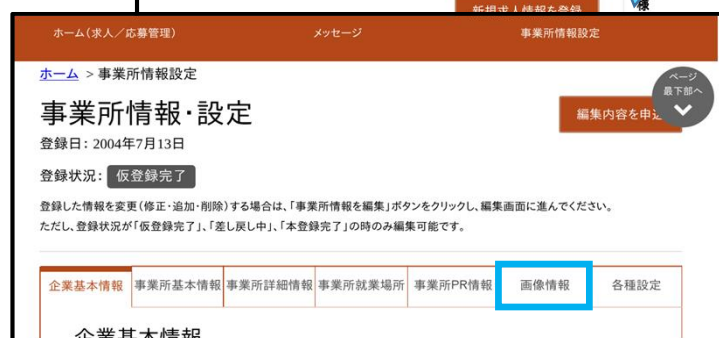 新規求人情報を登録
様
ホーム(求人／応募管理)
メッセージ
事業所情報設定
ホーム > 事業所情報設定
ページ
最下部へ
事業所情報・設定
編集内容を申込
登録日: 2004年7月13日
登録状況: 仮登録完了
登録した情報を変更(修正・追加・削除)する場合は、「事業所情報を編集」ボタンをクリックし、編集画面に進んでください。
ただし、登録状況が「仮登録完了」、「差し戻し中」、「本登録完了」の時のみ編集可能です。
企業基本情報 事業所基本情報 事業所詳細情報 事業所就業場所 事業所PR情報 画像情報 各種設定
企業基本情報